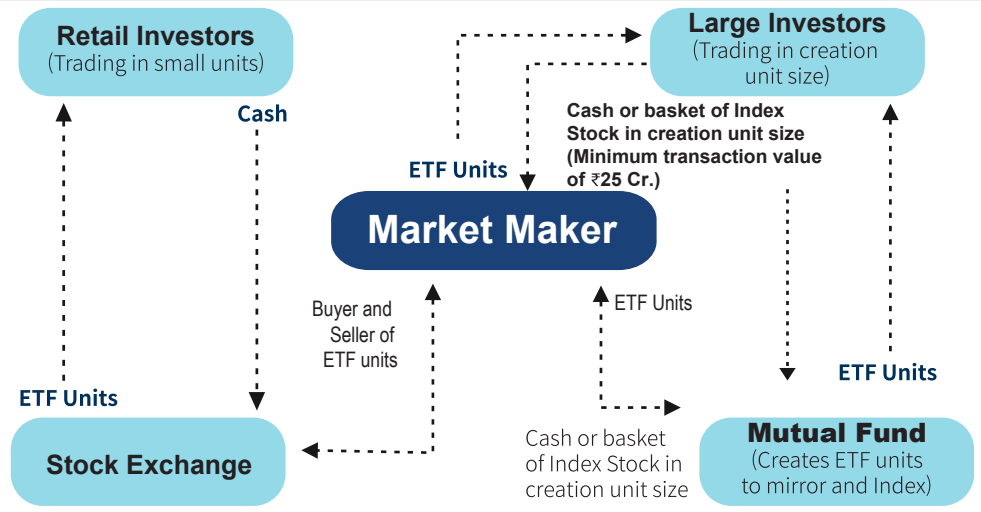 Retail Investors
(Trading in small units)
Large Investors
(Trading in creation
unit size)
Cash
Cash or basket of Index
Stock in creation unit size
(Minimum transaction value
of ₹25 Cr.)
ETF Units
Market Maker
Buyer and
Seller of
ETF units
ETF Units
ETF Units
ETF Units
Stock Exchange
Cash or basket
of Index Stock in
creation unit size
Mutual Fund
(Creates ETF units
to mirror and Index)